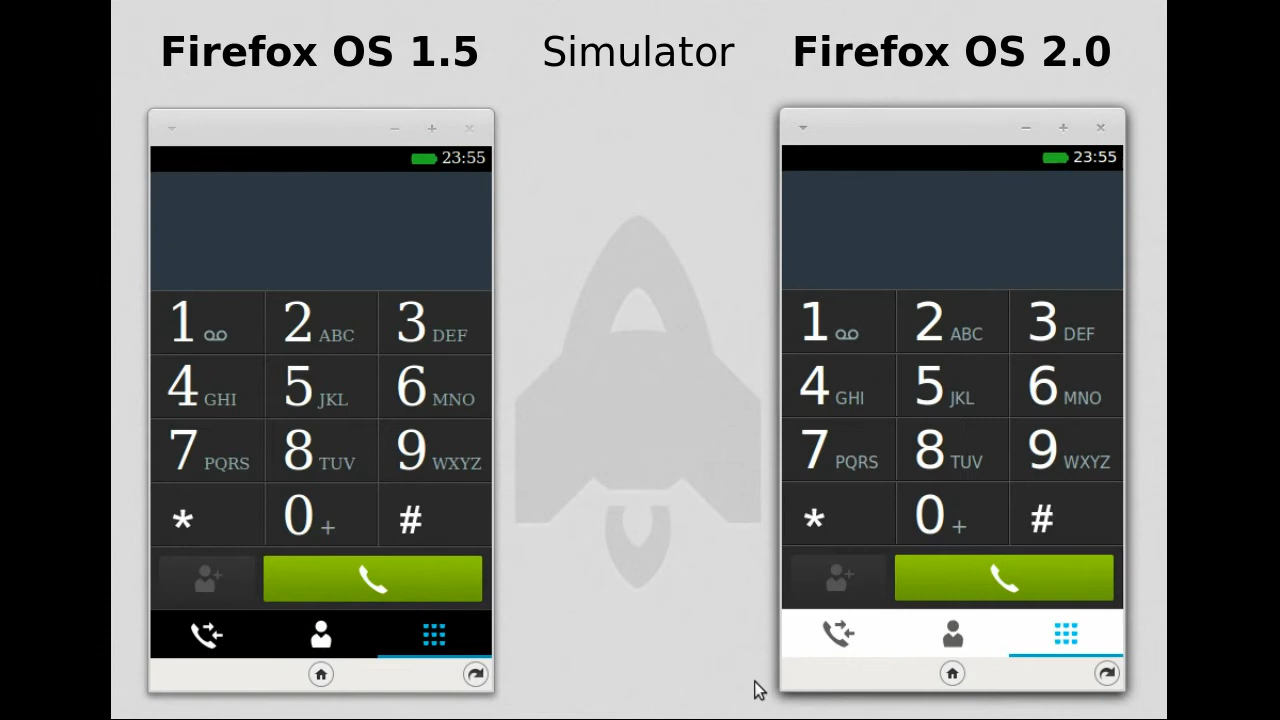 Firefox OS 1.5 Simulator Firefox OS 2.0
23:55
1
2 ABC
3 DEF
4 GHI
5 JKL
6 MNO
7 PQRS
8 TUV
9 WXYZ
*
0 +
#
23:55
1
2 ABC
3 DEF
4 GHI
5 JKL
6 MNO
7 PQRS
8 TUV
9 WXYZ
*
0 +
#